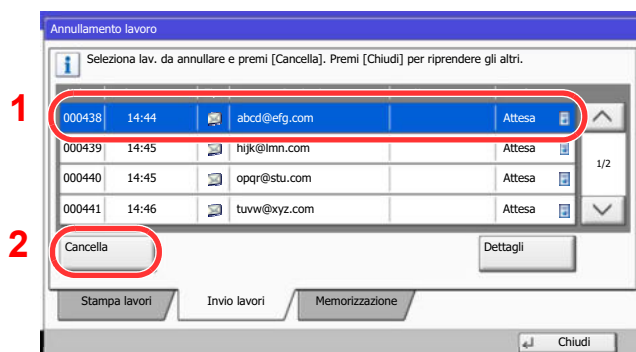 Annullamento lavoro
Seleziona lav. da annullare e premi [Cancella]. Premi [Chiudi] per riprendere gli altri.
1
000438 14:44 abcd@efg.com Attesa
000439 14:45 hijk@lmn.com Attesa
1/2
000440 14:45 opqr@stu.com Attesa
000441 14:46 tuvw@xyz.com Attesa
2
Cancella Dettagli
Stampa lavori Invio lavori Memorizzazione
Chiudi